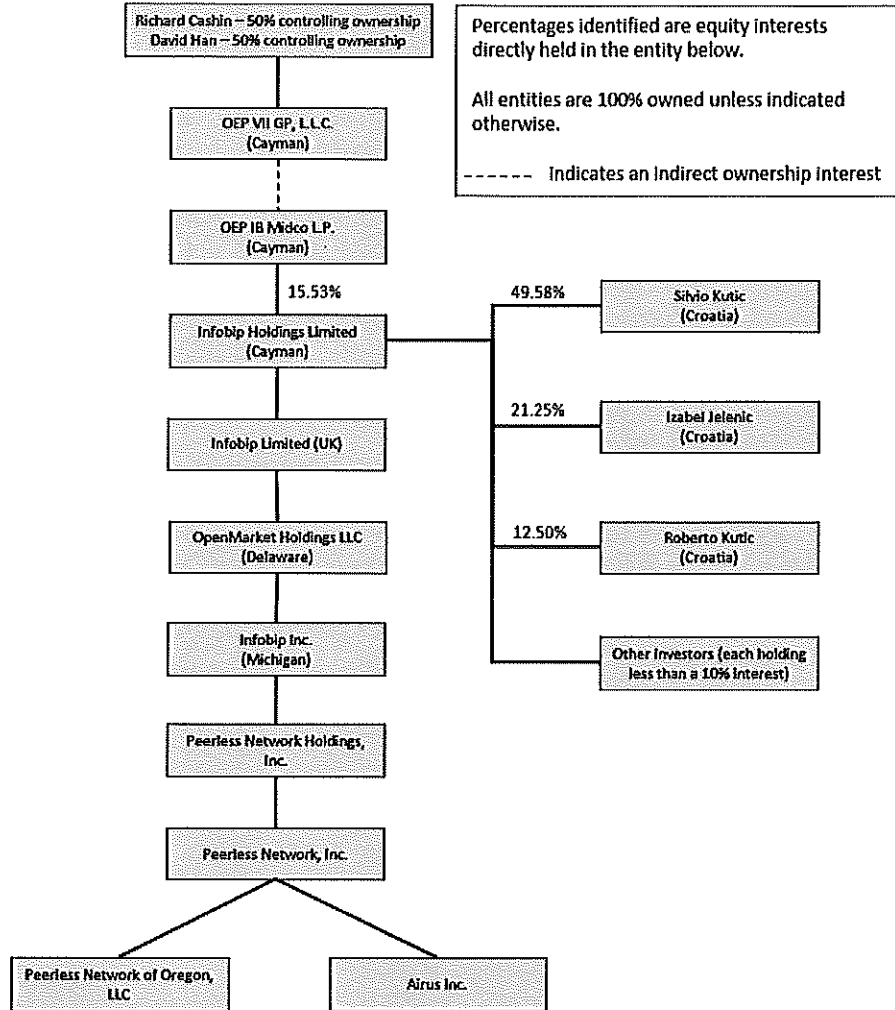 Richard Cashin – 50% controlling ownership
David Han – 50% controlling ownership
Percentages identified are equity interests
directly held in the entity below.
All entities are 100% owned unless indicated
otherwise.
------ Indicates an Indirect ownership interest
OEP VII GP, L.L.C.
(Cayman)
OEP IB Midco L.P.
(Cayman)
15.53%
Infobip Holdings Limited
(Cayman)
49.58%
Silvio Kutic
(Croatia)
21.25%
Izabel Jelenic
(Croatia)
12.50%
Roberto Kutic
(Croatia)
Other Investors (each holding
less than a 10% interest)
Infobip Limited (UK)
OpenMarket Holdings LLC
(Delaware)
Infobip Inc.
(Michigan)
Peerless Network Holdings,
Inc.
Peerless Network, Inc.
Peerless Network of Oregon,
LLC
Airus Inc.